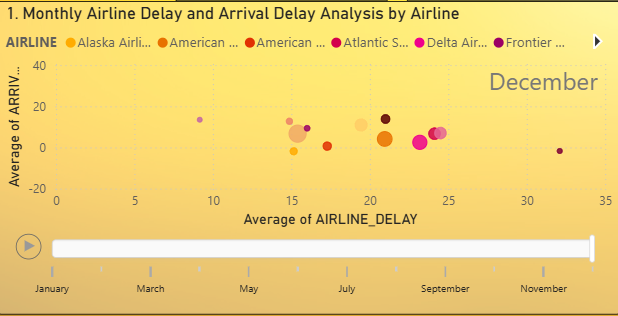 1. Monthly Airline Delay and Arrival Delay Analysis by Airline
AIRLINE Alaska Airli... American ... American ... Atlantic S... Delta Air... Frontier ...
December
Average of ARRIV...
40
20
0
-20
0 5 10 15 20 25 30 35
Average of AIRLINE_DELAY
January March May July September November